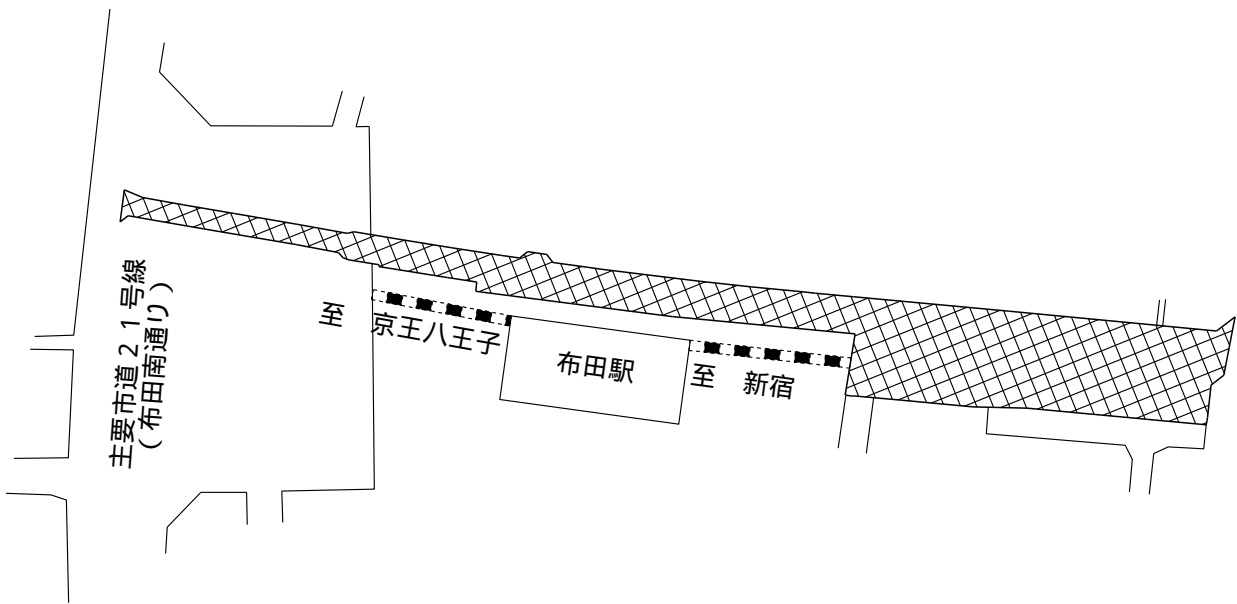 主要市道２１号線
（布田南通り）
至　京王八王子
布田駅
至　新宿